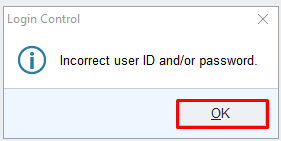 Login Control
Incorrect user ID and/or password.
OK